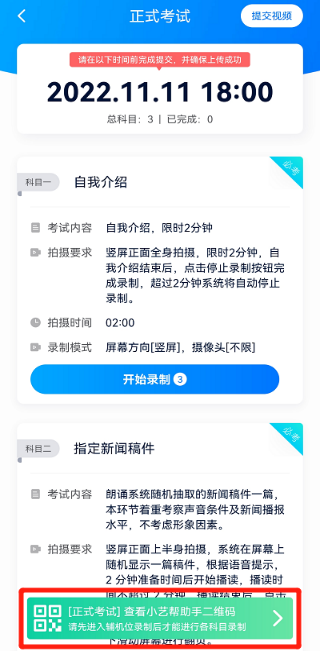 正式考试
提交视频
请在以下时间前完成提交，并确保上传成功
2022.11.11 18:00
总科目：3 | 已完成：0
必考
科目一
自我介绍
考试内容
自我介绍，限时2分钟
拍摄要求
竖屏正面全身拍摄，限时2分钟，自
我介绍结束后，点击停止录制按钮完
成录制，超过2分钟系统将自动停止
录制。
拍摄时间
02:00
录制模式
屏幕方向[竖屏]，摄像头[不限]
开始录制 3
必考
科目二
指定新闻稿件
考试内容
朗诵系统随机抽取的新闻稿件一篇，
本环节着重考察声音条件及新闻播报
水平，不考虑形象因素。
拍摄要求
竖屏正面上半身拍摄，系统在屏幕上
随机显示一篇稿件，根据语音提示，
2 分钟准备时间后开始播读，播读时
[正式考试] 查看小艺帮助手二维码
请先进入辅机位录制后才能进行各科目录制
下滑动屏幕进行翻页。